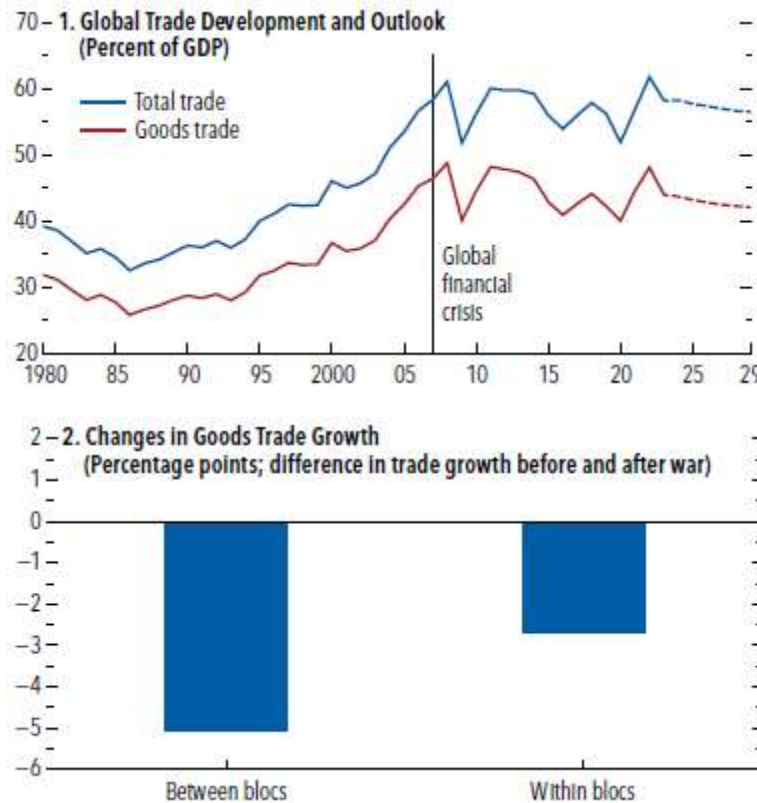 70
1. Global Trade Development and Outlook
(Percent of GDP)
60
Total trade
Goods trade
50
40
Global
financial
crisis
30
20
1980 85 90 95 2000 05 10 15 20 25 29
2
2. Changes in Goods Trade Growth
(Percentage points; difference in trade growth before and after war)
1
0
–1
–2
–3
–4
–5
–6
Between blocs Within blocs